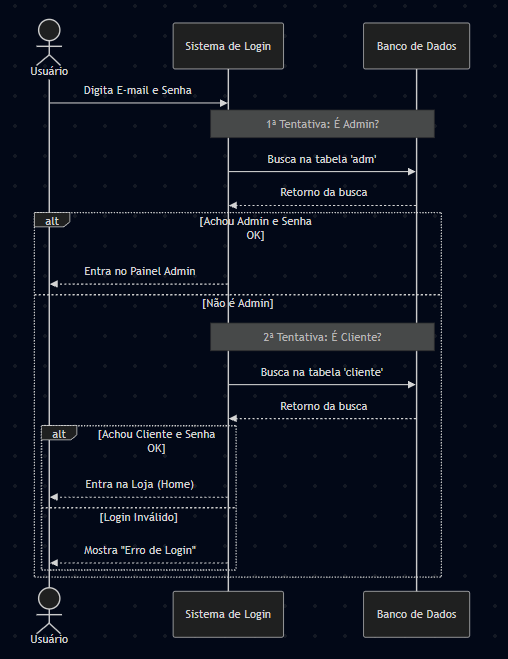 Usuário
Sistema de Login
Banco de Dados
Digita E-mail e Senha
1ª Tentativa: É Admin?
Busca na tabela 'adm'
Retorno da busca
alt
[Achou Admin e Senha
OK]
Entra no Painel Admin
[Não é Admin]
2ª Tentativa: É Cliente?
Busca na tabela 'cliente'
Retorno da busca
alt
[Achou Cliente e Senha
OK]
Entra na Loja (Home)
[Login Inválido]
Mostra "Erro de Login"
Usuário
Sistema de Login
Banco de Dados